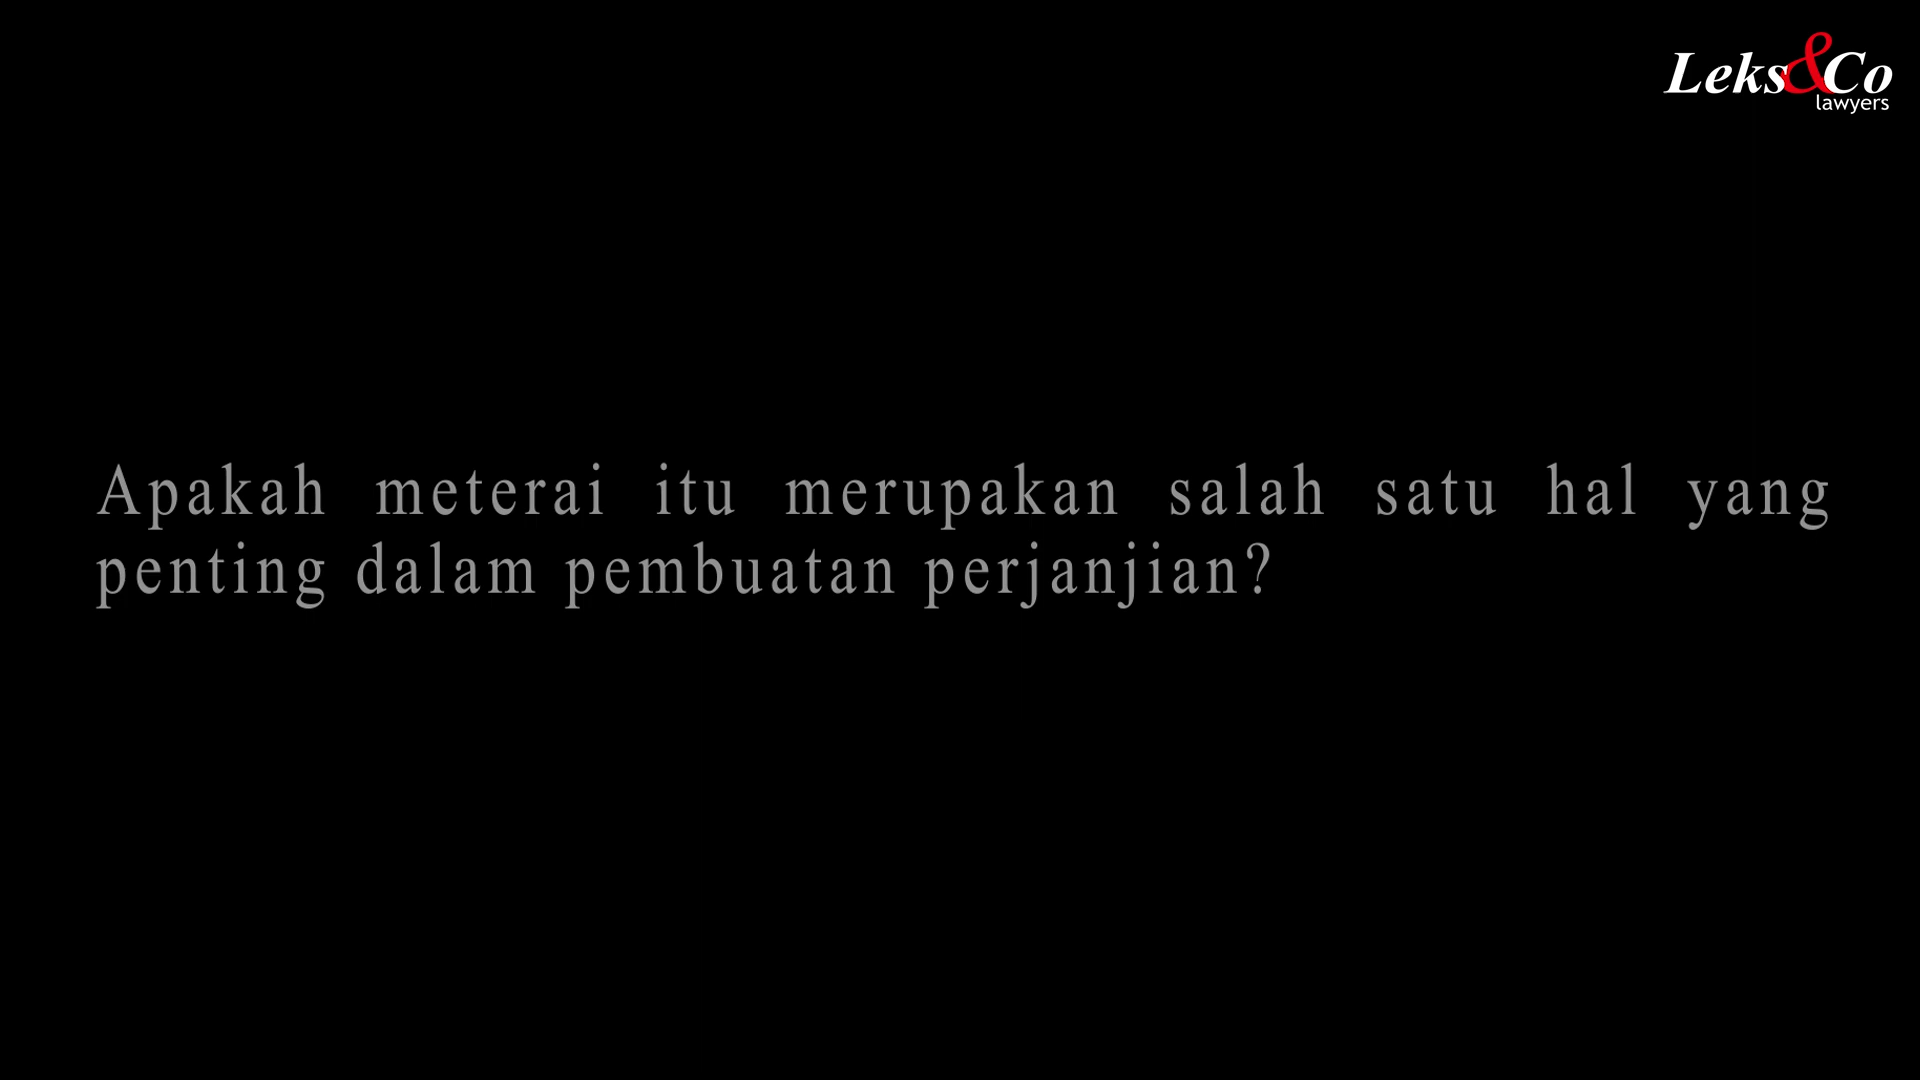 Leks&Co
lawyers
Apakah meterai itu merupakan salah satu hal yang
penting dalam pembuatan perjanjian?